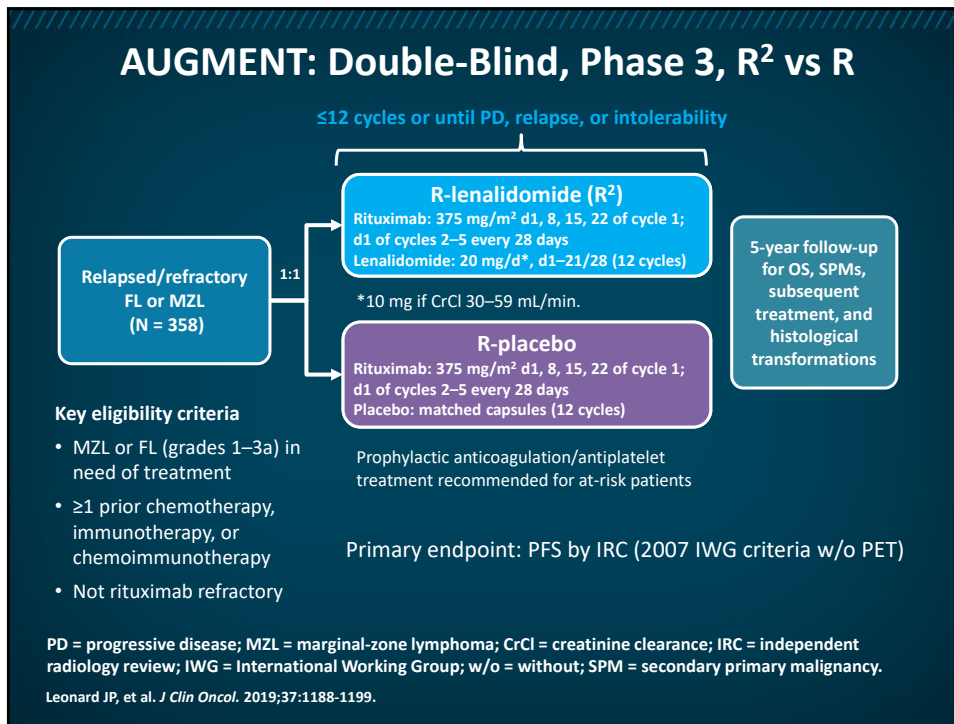 AUGMENT: Double-Blind, Phase 3, R² vs R
≤12 cycles or until PD, relapse, or intolerability
R-lenalidomide (R²)
Rituximab: 375 mg/m² d1, 8, 15, 22 of cycle 1;
d1 of cycles 2–5 every 28 days
Lenalidomide: 20 mg/d*, d1–21/28 (12 cycles)
Relapsed/refractory
FL or MZL
(N = 358)
1:1
*10 mg if CrCl 30–59 mL/min.
R-placebo
Rituximab: 375 mg/m² d1, 8, 15, 22 of cycle 1;
d1 of cycles 2–5 every 28 days
Placebo: matched capsules (12 cycles)
5-year follow-up
for OS, SPMs,
subsequent
treatment, and
histological
transformations
Key eligibility criteria
• MZL or FL (grades 1–3a) in
need of treatment
• ≥1 prior chemotherapy,
immunotherapy, or
chemoimmunotherapy
• Not rituximab refractory
Prophylactic anticoagulation/antiplatelet
treatment recommended for at-risk patients
Primary endpoint: PFS by IRC (2007 IWG criteria w/o PET)
PD = progressive disease; MZL = marginal-zone lymphoma; CrCl = creatinine clearance; IRC = independent
radiology review; IWG = International Working Group; w/o = without; SPM = secondary primary malignancy.
Leonard JP, et al. J Clin Oncol. 2019;37:1188-1199.